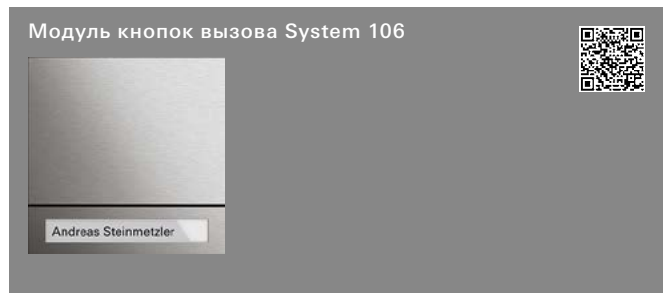 Модуль кнопок вызова System 106
Andreas Steinmetzler